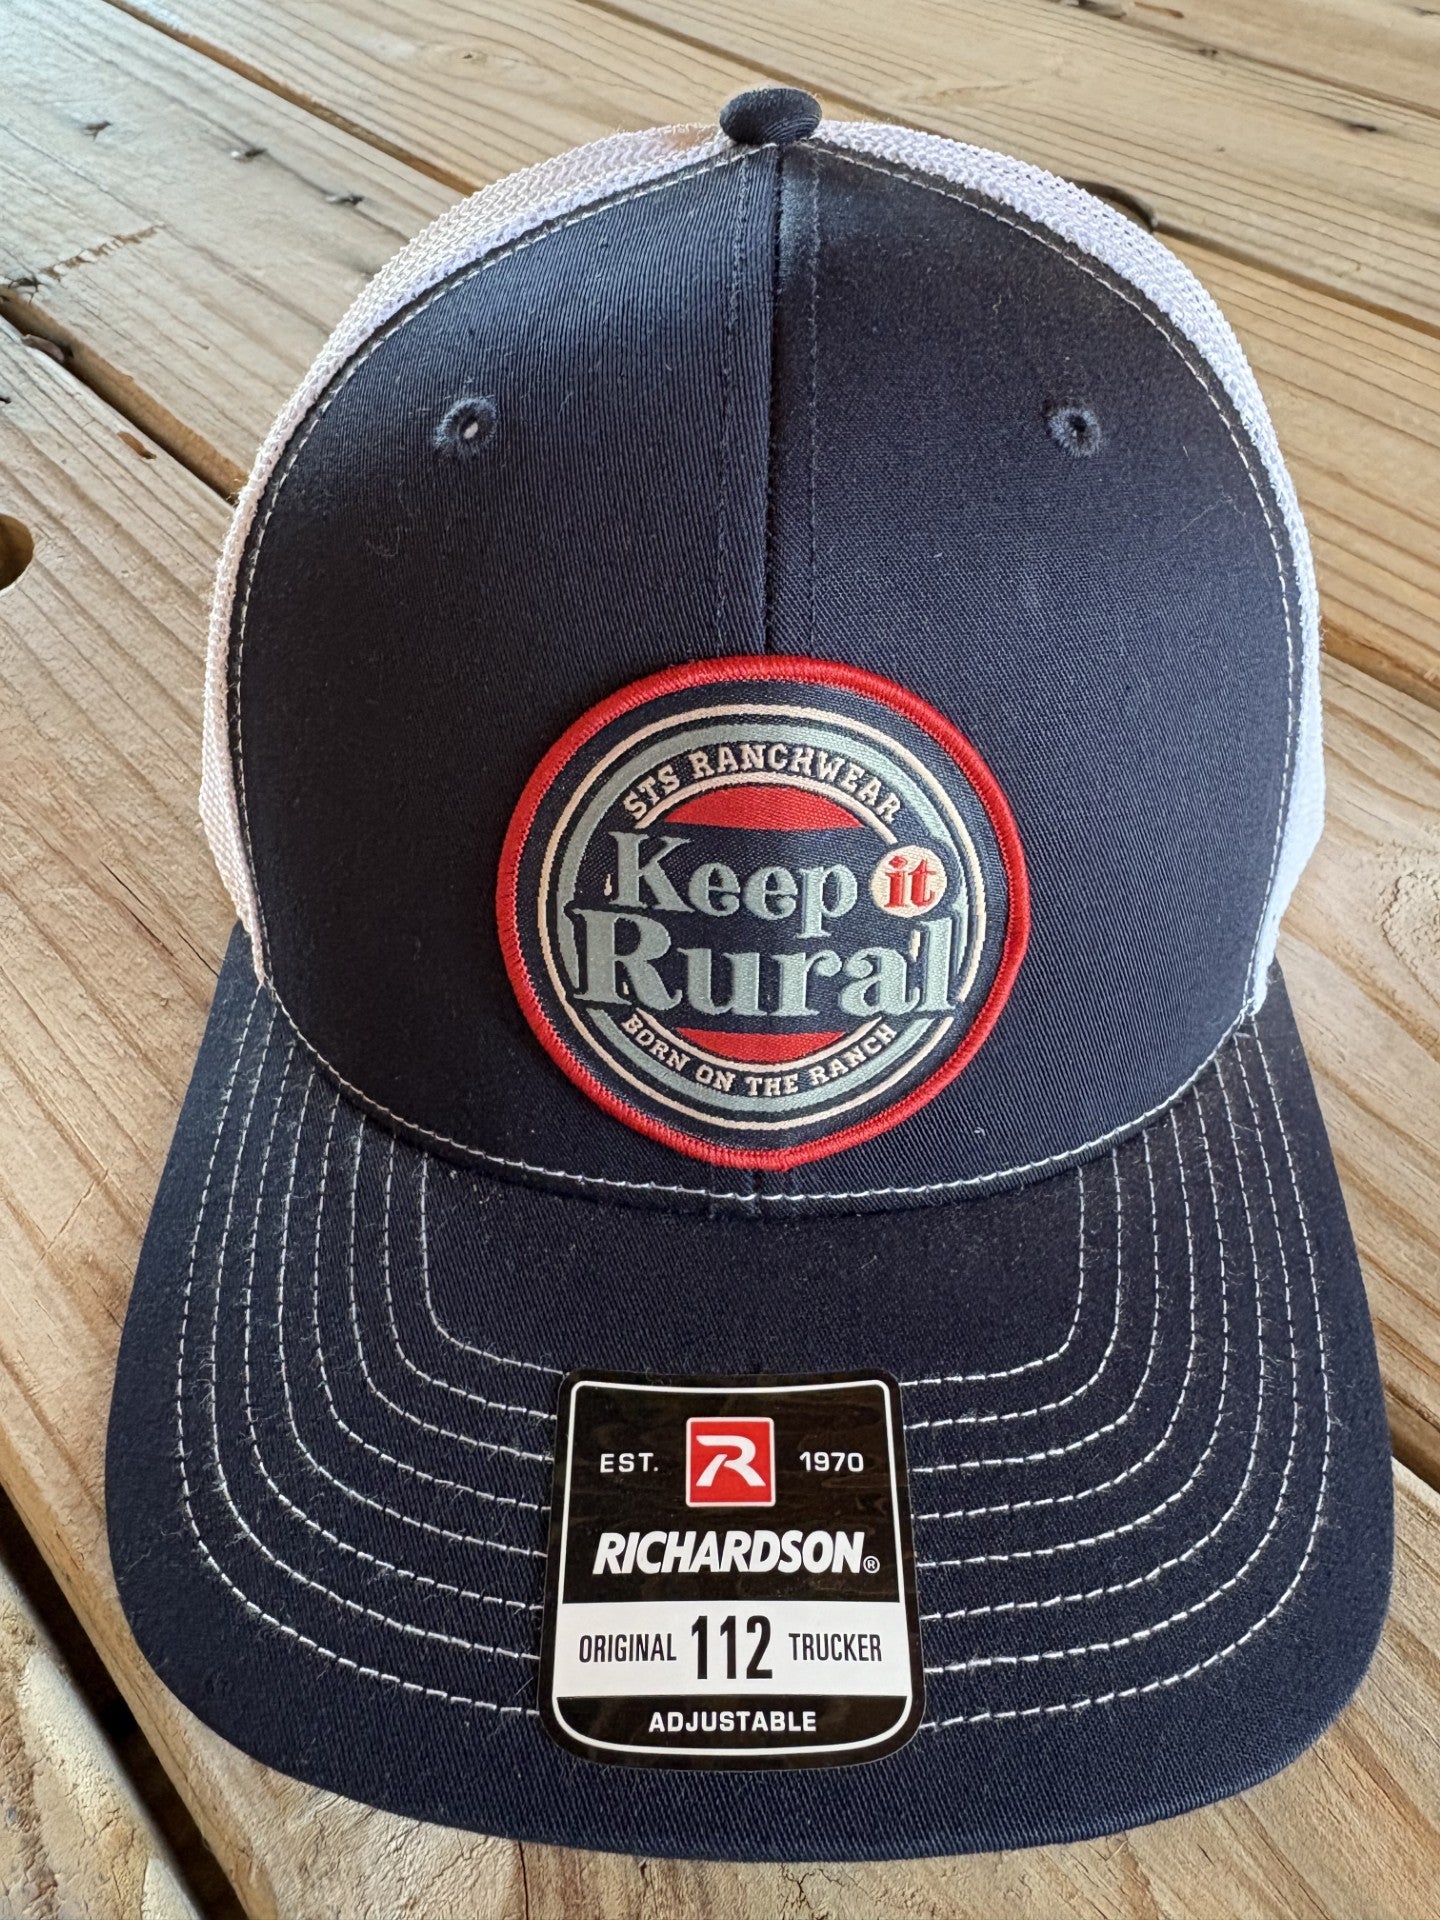 STS RANCHWEAR
Keep it
Rural
BORN ON THE RANCH
EST. R 1970
RICHARDSON®
ORIGINAL 112 TRUCKER
ADJUSTABLE